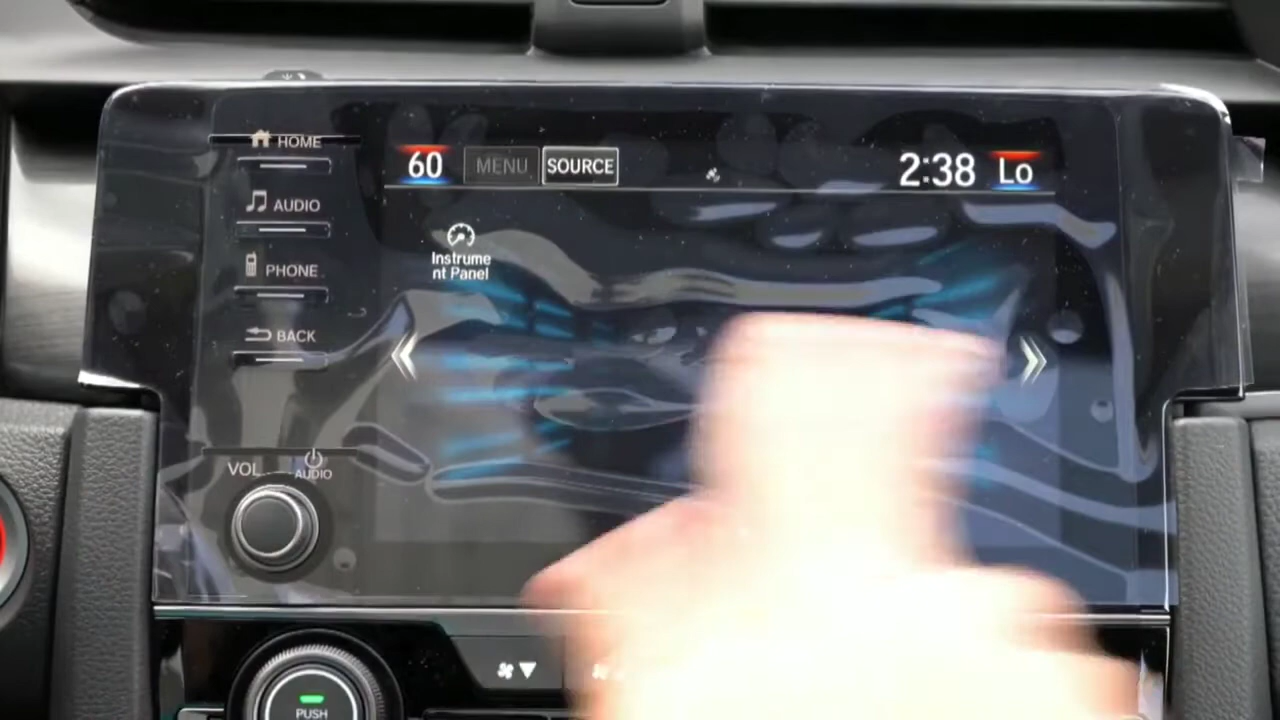 HOME
60 MENU SOURCE 2:38 Lo
AUDIO
Instrume
nt Panel
PHONE
BACK
VOL AUDIO
PUSH